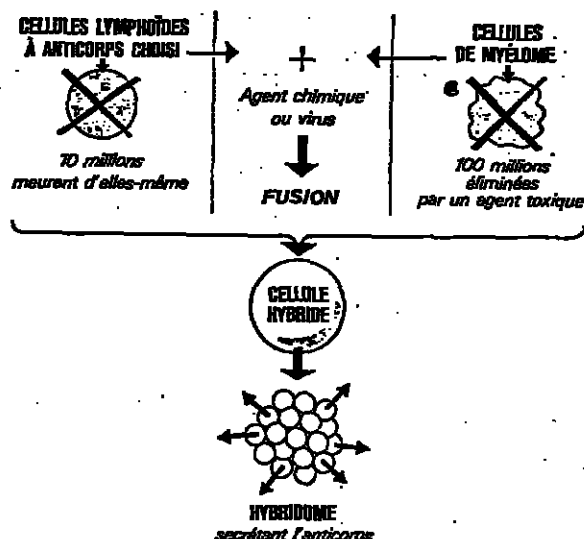 CELLULES LYMPHOÏDES
À ANTICORPS CHOISI
10 millions
meurent d'elles-même
+
Agent chimique
ou virus
FUSION
CELLULES
DE MYÉLOME
100 millions
éliminées
par un agent toxique
CELLULE
HYBRIDE
HYBRIDOME
secrétant l'anticorps